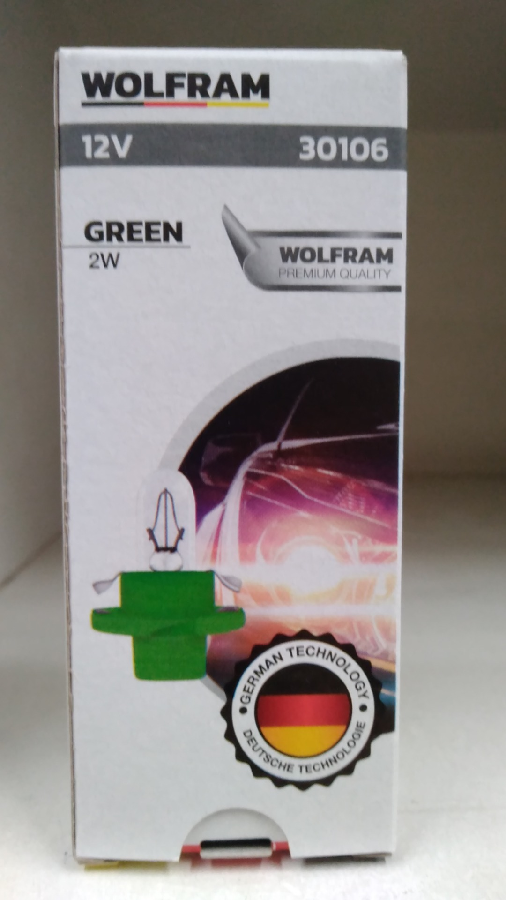 WOLFRAM
12V 30106
GREEN
2W
WOLFRAM
PREMIUM QUALITY
GERMAN TECHNOLOGY
DEUTSCHE TECHNOLOGIE